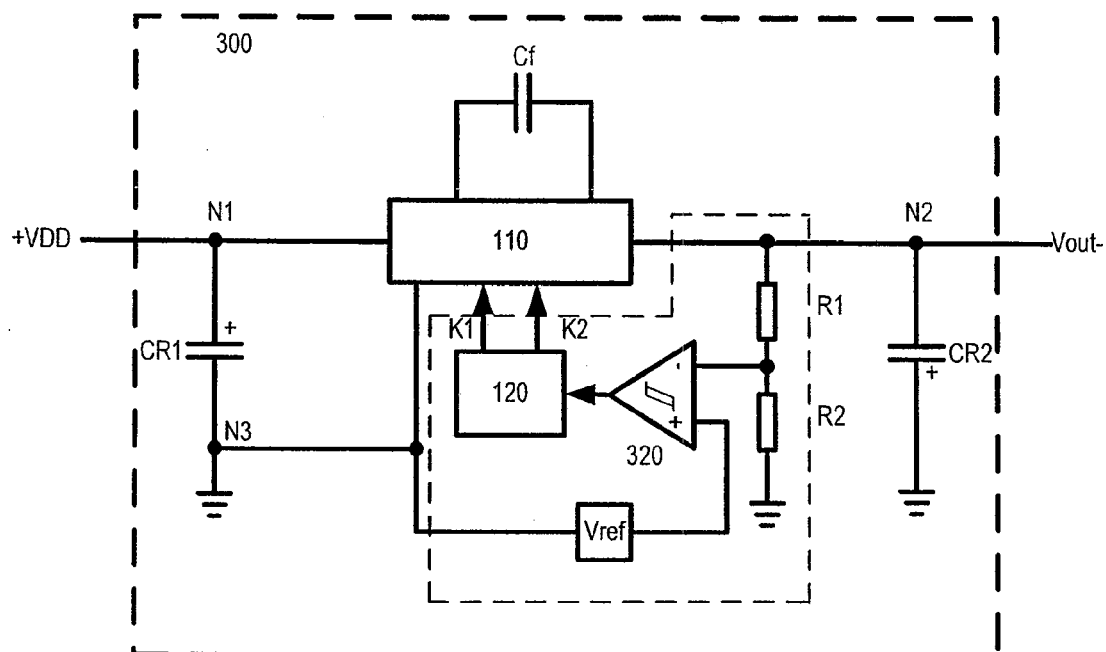 300
Cf
N1
N2
+VDD
110
Vout-
K1
K2
R1
CR1
+
120
-
+
320
R2
CR2
+
N3
Vref